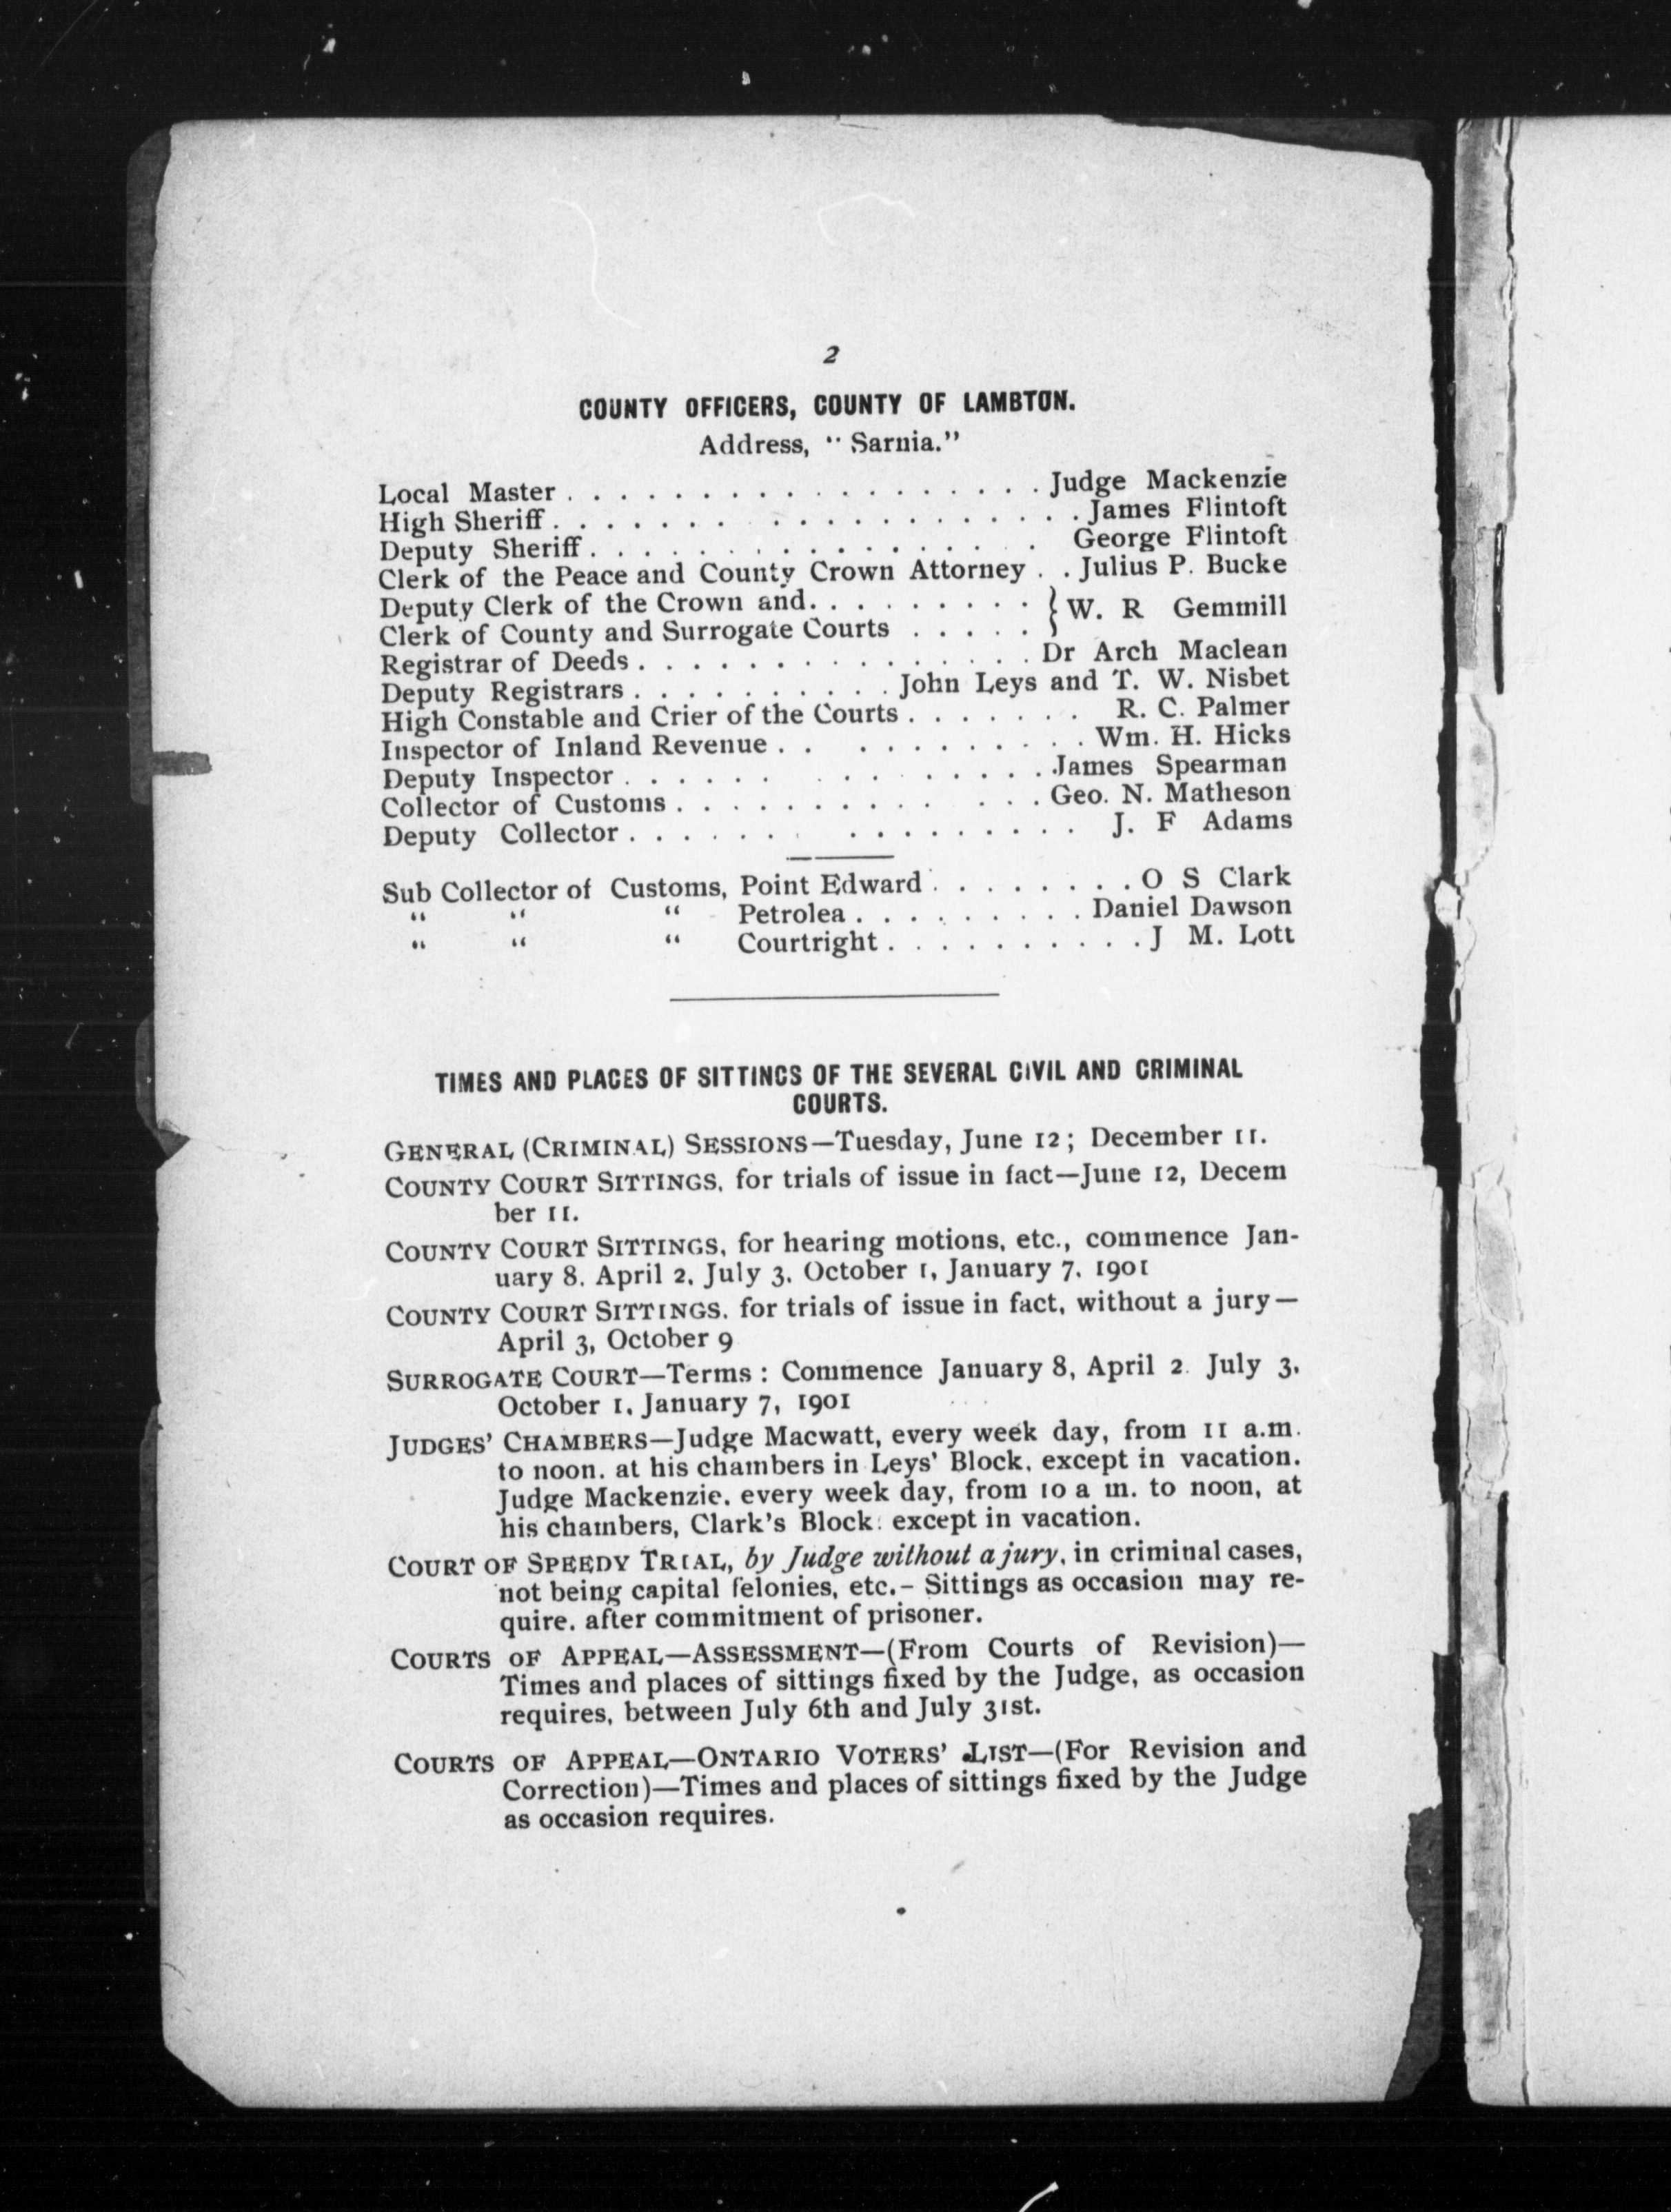 2
COUNTY OFFICERS, COUNTY OF LAMBTON.
Address, " Sarnia."
Local Master . . . . . . . . . . . . . . . . . . Judge Mackenzie
High Sheriff . . . . . . . . . . . . . . . . . . . James Flintoft
Deputy Sheriff . . . . . . . . . . . . . . . . . George Flintoft
Clerk of the Peace and County Crown Attorney . . Julius P. Bucke
Deputy Clerk of the Crown and. . . . . . . . . } W. R Gemmill
Clerk of County and Surrogate Courts . . . . .
Registrar of Deeds . . . . . . . . . . . . . . . Dr Arch Maclean
Deputy Registrars . . . . . . . . . . John Leys and T. W. Nisbet
High Constable and Crier of the Courts . . . . . . . R. C. Palmer
Inspector of Inland Revenue . . . . . . . . . . . Wm. H. Hicks
Deputy Inspector . . . . . . . . . . . . . . James Spearman
Collector of Customs . . . . . . . . . . . . . . Geo. N. Matheson
Deputy Collector . . . . . . . . . . . . . . . J. F Adams
Sub Collector of Customs, Point Edward . . . . . . . . O S Clark
" " " Petrolea . . . . . . . . . Daniel Dawson
" " " Courtright . . . . . . . . . . J M. Lott
TIMES AND PLACES OF SITTINGS OF THE SEVERAL CIVIL AND CRIMINAL
COURTS.
GENERAL (CRIMINAL) SESSIONS—Tuesday, June 12; December 11.
COUNTY COURT SITTINGS, for trials of issue in fact—June 12, Decem
ber 11.
COUNTY COURT SITTINGS, for hearing motions, etc., commence Jan-
uary 8, April 2, July 3, October 1, January 7, 1901
COUNTY COURT SITTINGS, for trials of issue in fact, without a jury—
April 3, October 9
SURROGATE COURT—Terms : Commence January 8, April 2. July 3,
October 1, January 7, 1901
JUDGES' CHAMBERS—Judge Macwatt, every week day, from 11 a.m.
to noon, at his chambers in Leys' Block, except in vacation.
Judge Mackenzie, every week day, from 10 a m. to noon, at
his chambers, Clark's Block: except in vacation.
COURT OF SPEEDY TRIAL, by Judge without a jury, in criminal cases,
not being capital felonies, etc.- Sittings as occasion may re-
quire, after commitment of prisoner.
COURTS OF APPEAL—ASSESSMENT—(From Courts of Revision)—
Times and places of sittings fixed by the Judge, as occasion
requires, between July 6th and July 31st.
COURTS OF APPEAL—ONTARIO VOTERS' LIST—(For Revision and
Correction)—Times and places of sittings fixed by the Judge
as occasion requires.